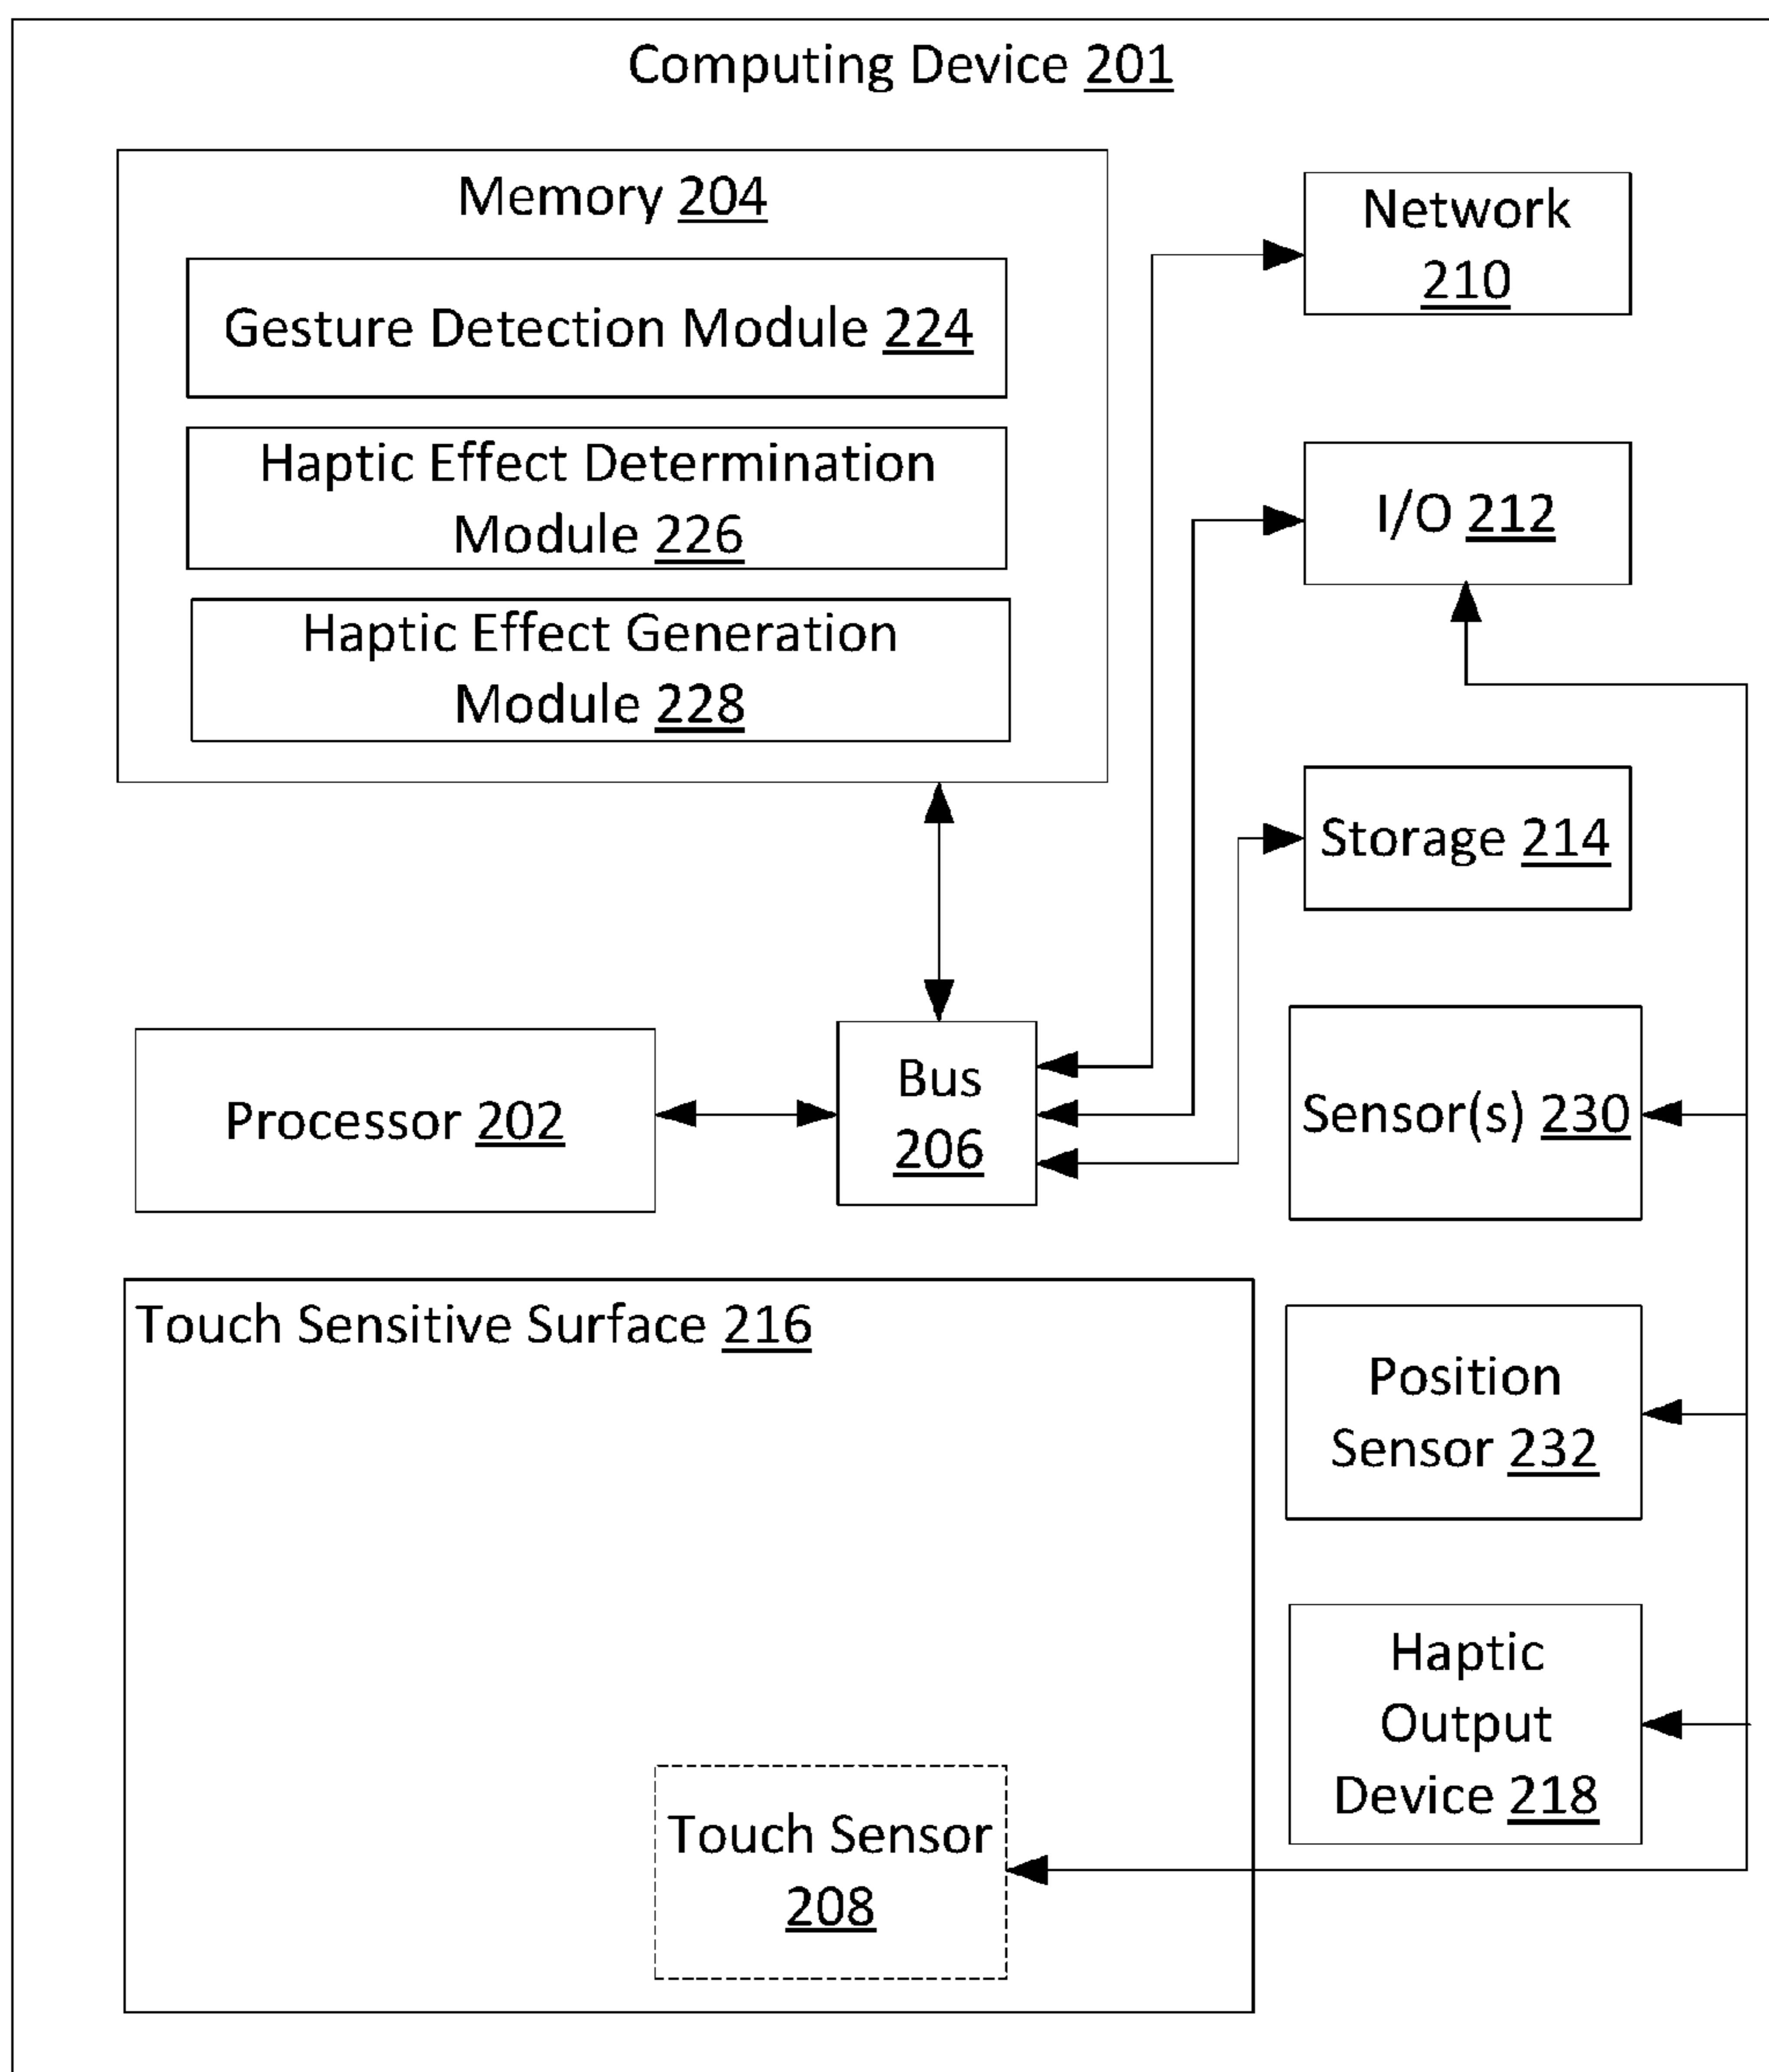 Computing Device 201
Memory 204
Gesture Detection Module 224
Haptic Effect Determination
Module 226
Haptic Effect Generation
Module 228
Network
210
I/O 212
Storage 214
Processor 202
Bus
206
Sensor(s) 230
Touch Sensitive Surface 216
Position
Sensor 232
Haptic
Output
Device 218
Touch Sensor
208